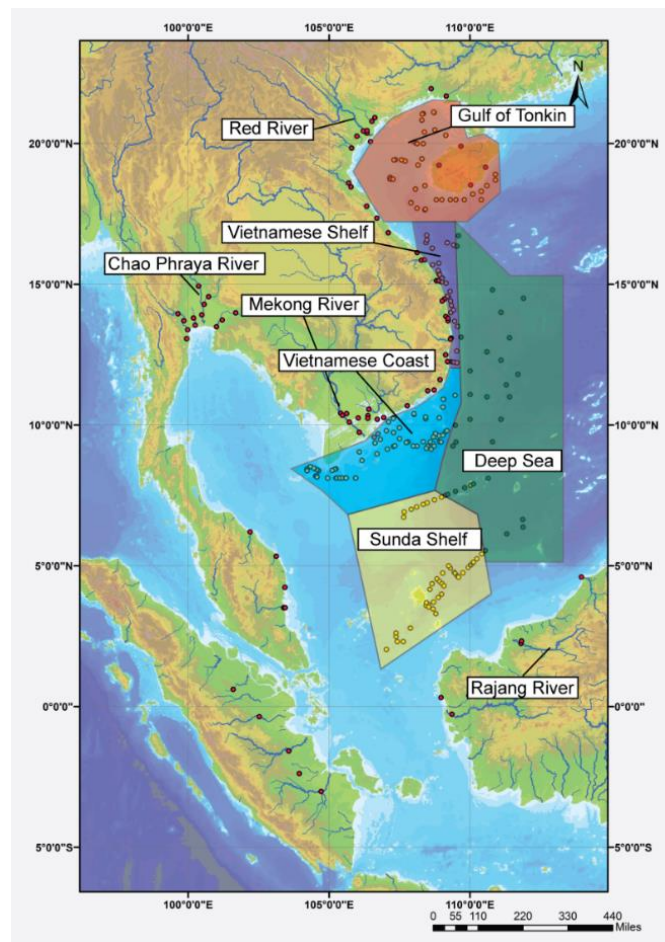 100°0'0"E 105°0'0"E 110°0'0"E
N
Gulf of Tonkin
Red River
20°0'0"N 20°0'0"N
Vietnamese Shelf
Chao Phraya River
15°0'0"N 15°0'0"N
Mekong River
Vietnamese Coast
10°0'0"N 10°0'0"N
Deep Sea
Sunda Shelf
5°0'0"N 5°0'0"N
Rajang River
0°0'0" 0°0'0"
5°0'0"S 5°0'0"S
100°0'0"E 105°0'0"E 110°0'0"E
0 55 110 220 330 440
Miles